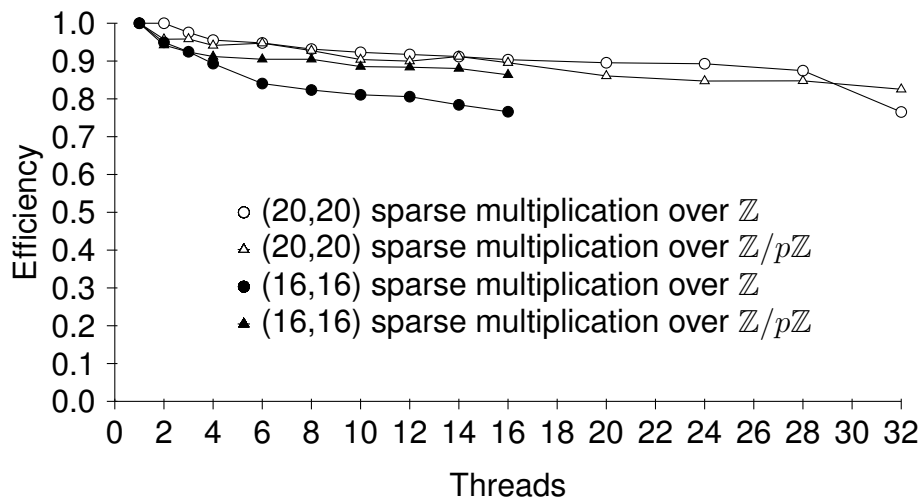 1.0
0.9
0.8
0.7
0.6
0.5
0.4
0.3
0.2
0.1
0.0
Efficiency
(20,20) sparse multiplication over ℤ
(20,20) sparse multiplication over ℤ/pℤ
(16,16) sparse multiplication over ℤ
(16,16) sparse multiplication over ℤ/pℤ
0 2 4 6 8 10 12 14 16 18 20 22 24 26 28 30 32
Threads